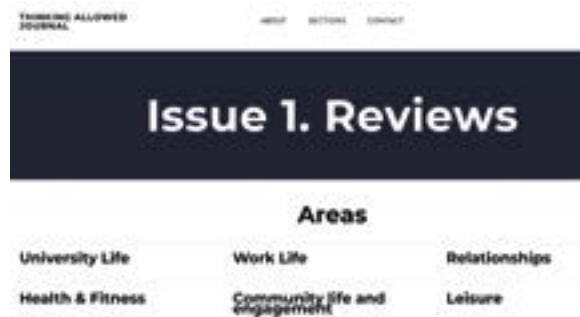 THINKING ALLOWED
JOURNAL
ABOUT SECTIONS CONTACT
Issue 1. Reviews
Areas
University Life Work Life Relationships
Health & Fitness Community life and
engagement Leisure